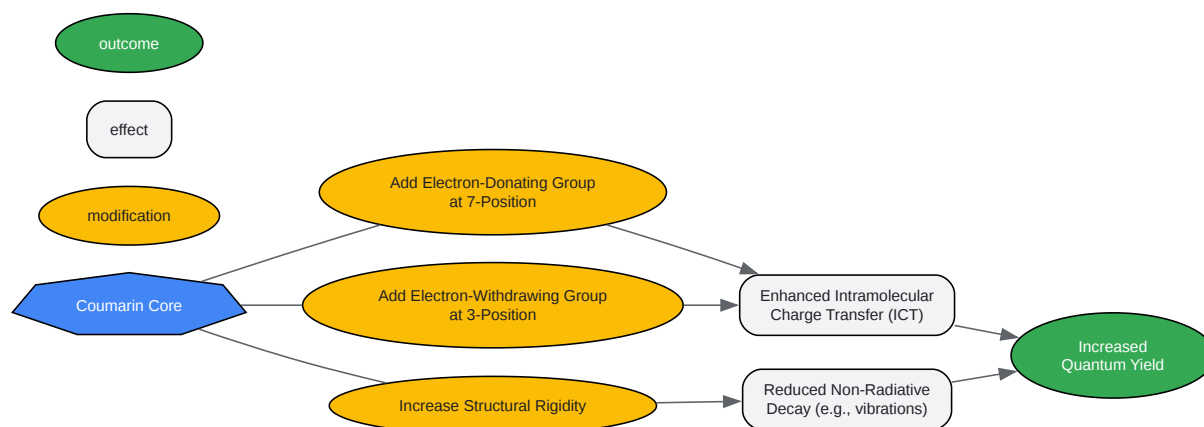 outcome
effect
modification
Coumarin Core
Add Electron-Donating Group
at 7-Position
Add Electron-Withdrawing Group
at 3-Position
Increase Structural Rigidity
Enhanced Intramolecular
Charge Transfer (ICT)
Reduced Non-Radiative
Decay (e.g., vibrations)
Increased
Quantum Yield